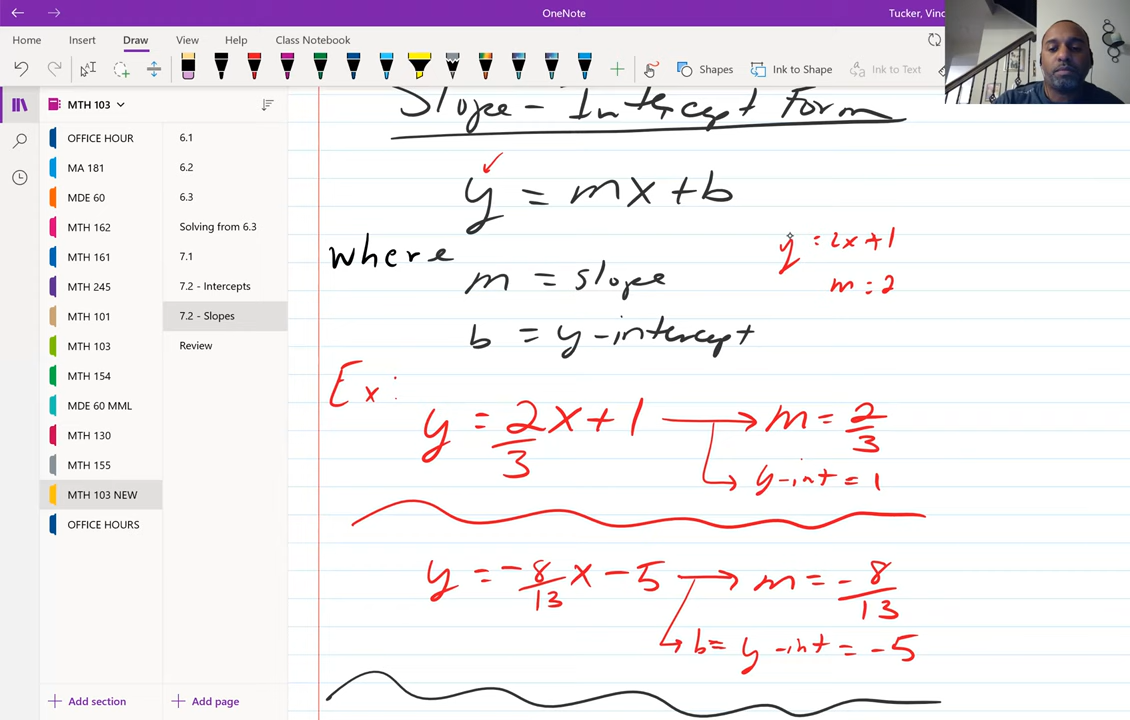 OneNote
Tucker, Vinc
Home Insert Draw View Help Class Notebook
Shapes Ink to Shape Ink to Text
MTH 103
OFFICE HOUR
MA 181
MDE 60
MTH 162
MTH 161
MTH 245
MTH 101
MTH 103
MTH 154
MDE 60 MML
MTH 130
MTH 155
MTH 103 NEW
OFFICE HOURS
Add section
6.1
6.2
6.3
Solving from 6.3
7.1
7.2 - Intercepts
7.2 - Slopes
Review
Add page
Slope - Intercept Form
y = mx + b
where
m = slope
b = y-intercept
y = 2x + 1
m = 2
Ex:
y = 2/3 x + 1 → m = 2/3
↳ y-int = 1
y = -8/13 x - 5 → m = -8/13
↳ b = y-int = -5